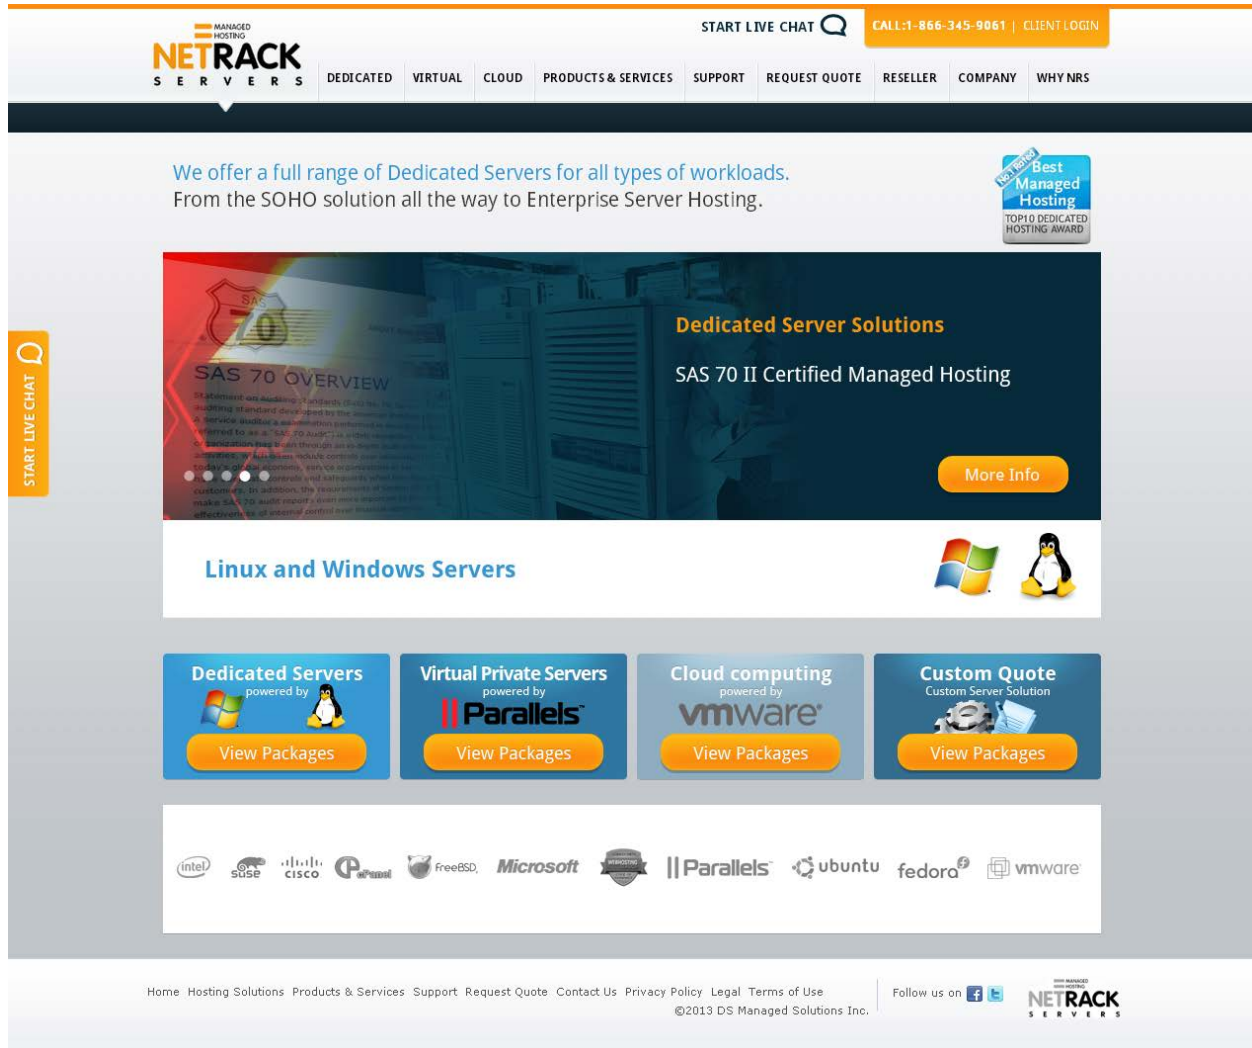 MANAGED
HOSTING
NETRACK
SERVERS
START LIVE CHAT
CALL:1-866-345-9061 | CLIENT LOGIN
DEDICATED VIRTUAL CLOUD PRODUCTS & SERVICES SUPPORT REQUEST QUOTE RESELLER COMPANY WHY NRS
We offer a full range of Dedicated Servers for all types of workloads.
From the SOHO solution all the way to Enterprise Server Hosting.
No.1 Rated
Best
Managed
Hosting
TOP10 DEDICATED
HOSTING AWARD
START LIVE CHAT
SAS
70
SAS 70 OVERVIEW
Dedicated Server Solutions
SAS 70 II Certified Managed Hosting
More Info
Linux and Windows Servers
Dedicated Servers
powered by
View Packages
Virtual Private Servers
powered by
Parallels
View Packages
Cloud computing
powered by
vmware
View Packages
Custom Quote
Custom Server Solution
View Packages
intel suse cisco cPanel FreeBSD Microsoft Parallels ubuntu fedora vmware
Home Hosting Solutions Products & Services Support Request Quote Contact Us Privacy Policy Legal Terms of Use
©2013 DS Managed Solutions Inc.
Follow us on
MANAGED
HOSTING
NETRACK
SERVERS